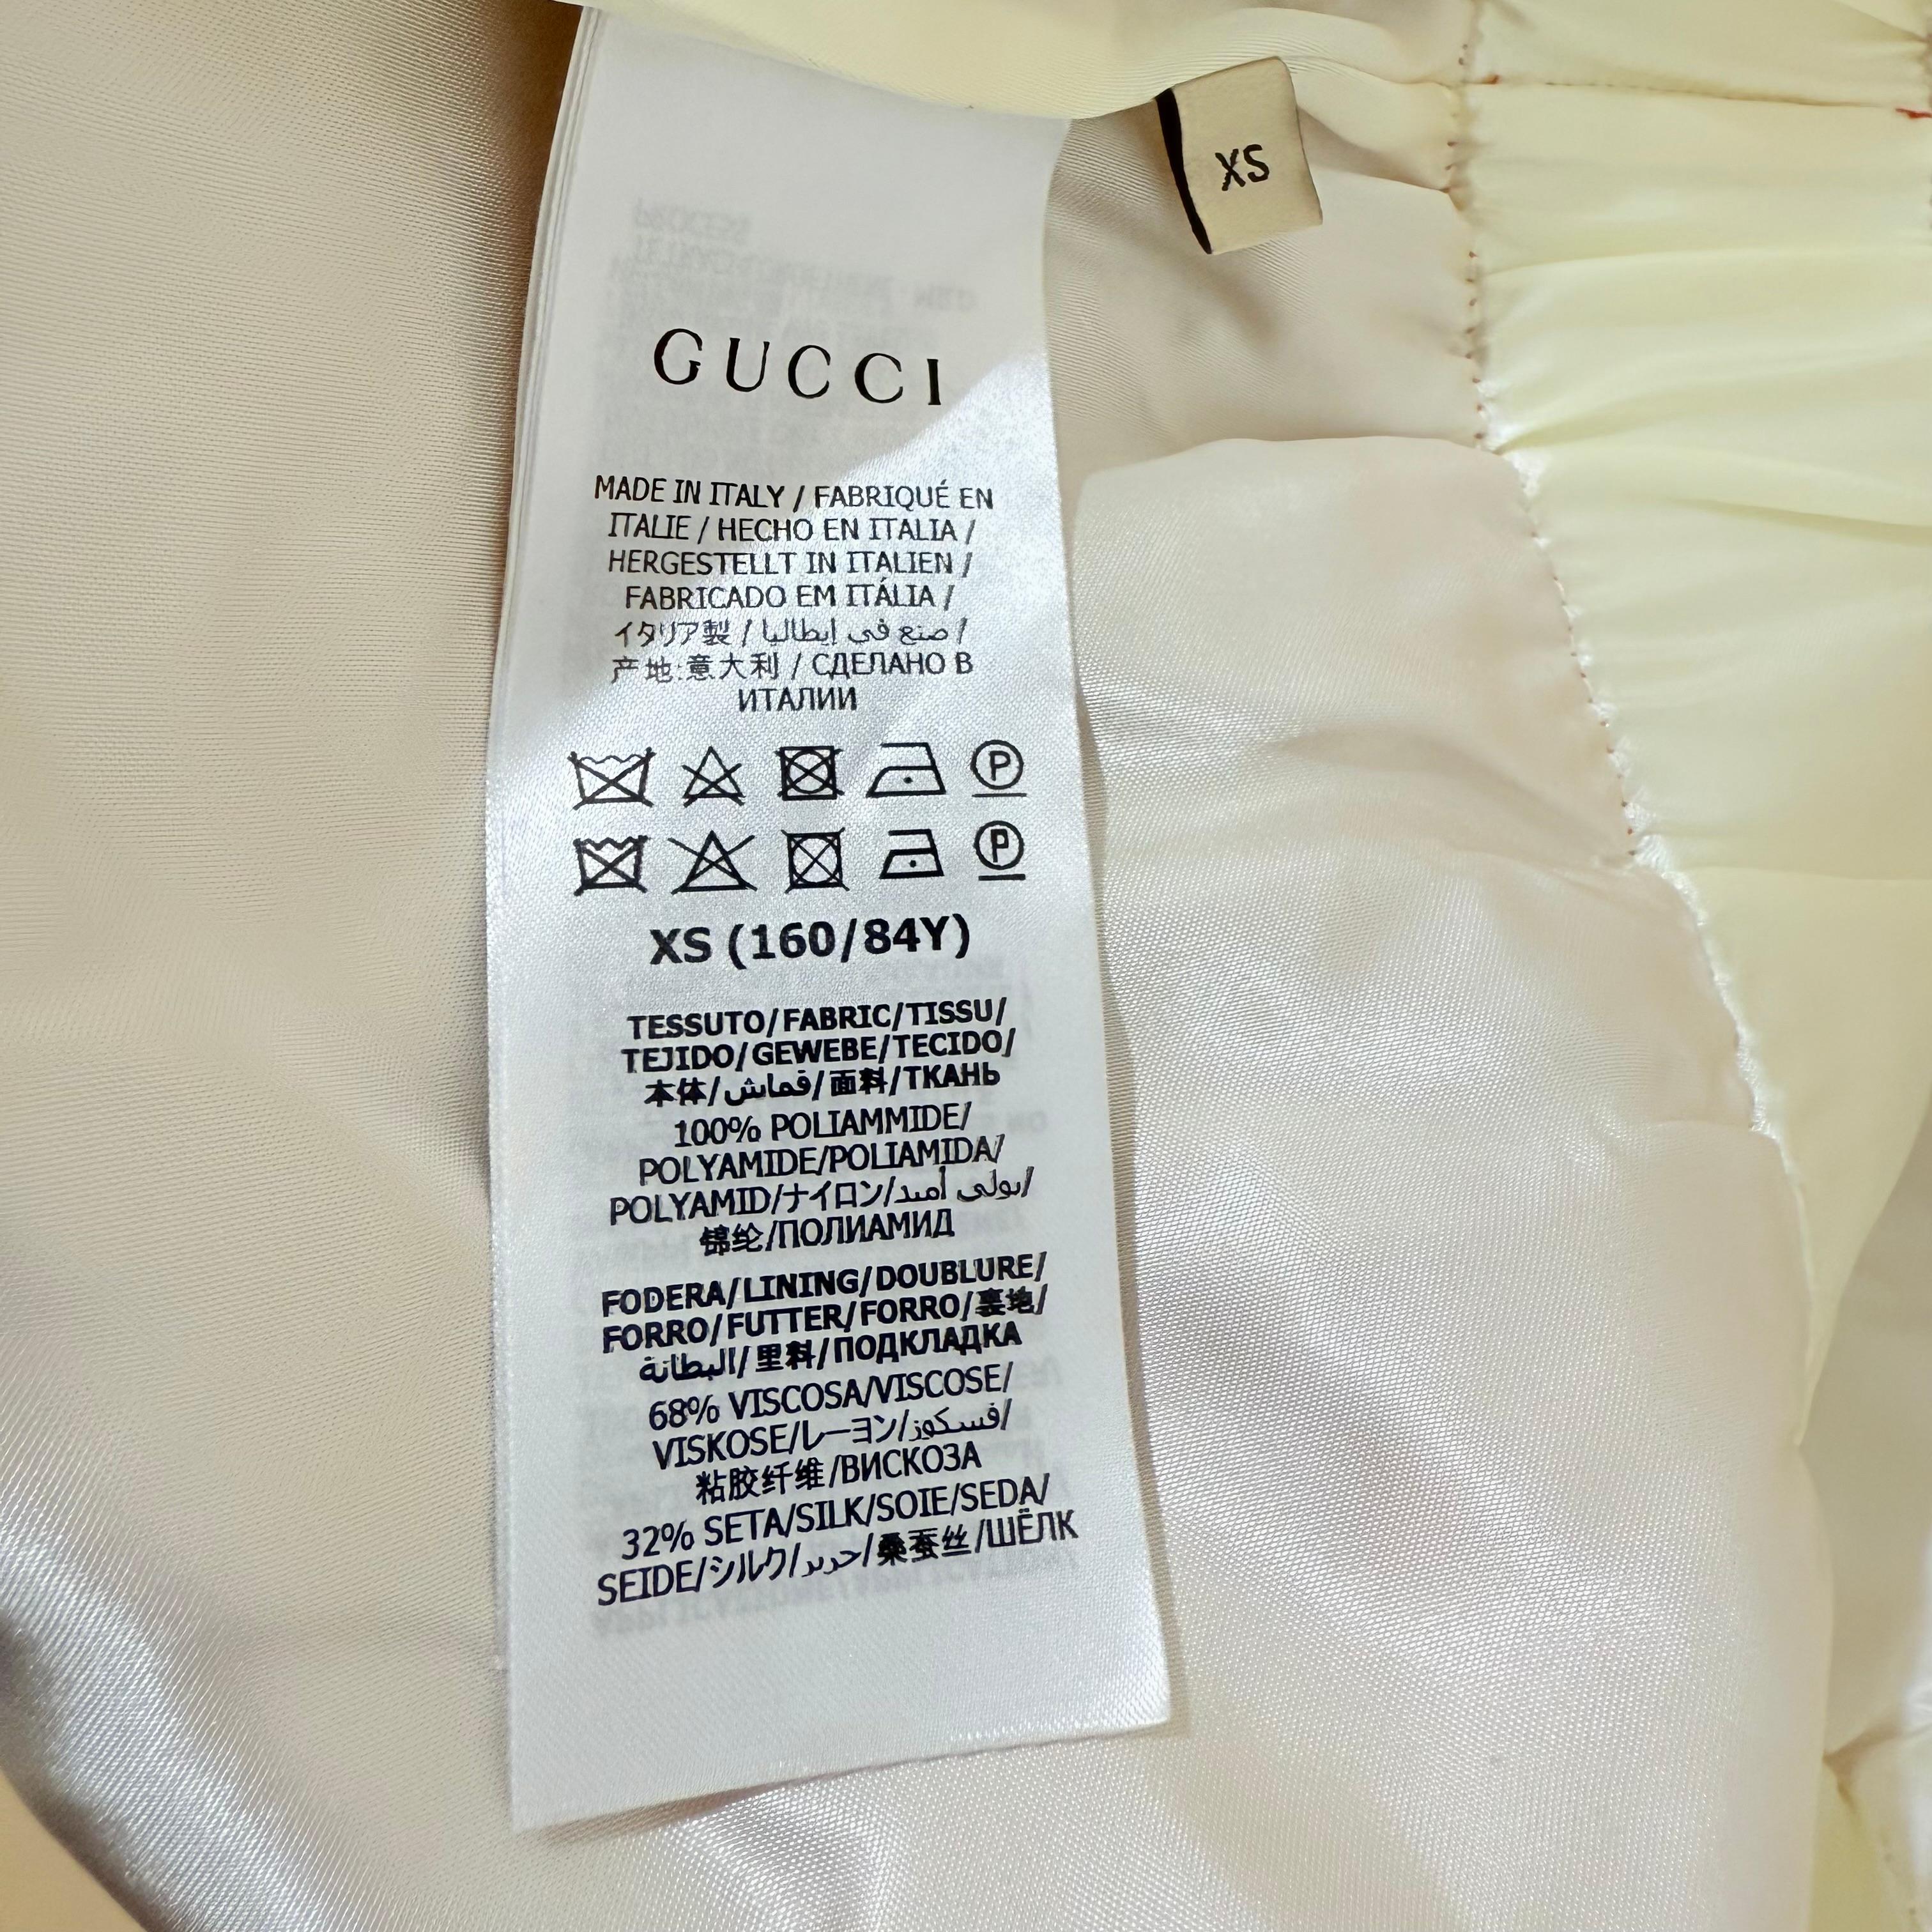 XS
GUCCI
MADE IN ITALY / FABRIQUÉ EN
ITALIE / HECHO EN ITALIA /
HERGESTELLT IN ITALIEN /
FABRICADO EM ITÁLIA /
イタリア製 / صنع في إيطاليا /
产地:意大利 / СДЕЛАНО В
ИТАЛИИ
P
P
XS (160/84Y)
TESSUTO/FABRIC/TISSU/
TEJIDO/GEWEBE/TECIDO/
本体/قماش/面料/ТКАНЬ
100% POLIAMMIDE/
POLYAMIDE/POLIAMIDA/
POLYAMID/ナイロン/بولي أميد/
锦纶/ПОЛИАМИД
FODERA/LINING/DOUBLURE/
FORRO/FUTTER/FORRO/裏地/
البطانة/里料/ПОДКЛАДКА
68% VISCOSA/VISCOSE/
VISKOSE/レーヨン/فسكوز/
粘胶纤维/ВИСКОЗА
32% SETA/SILK/SOIE/SEDA/
SEIDE/シルク/حرير/桑蚕丝/ШЁЛК